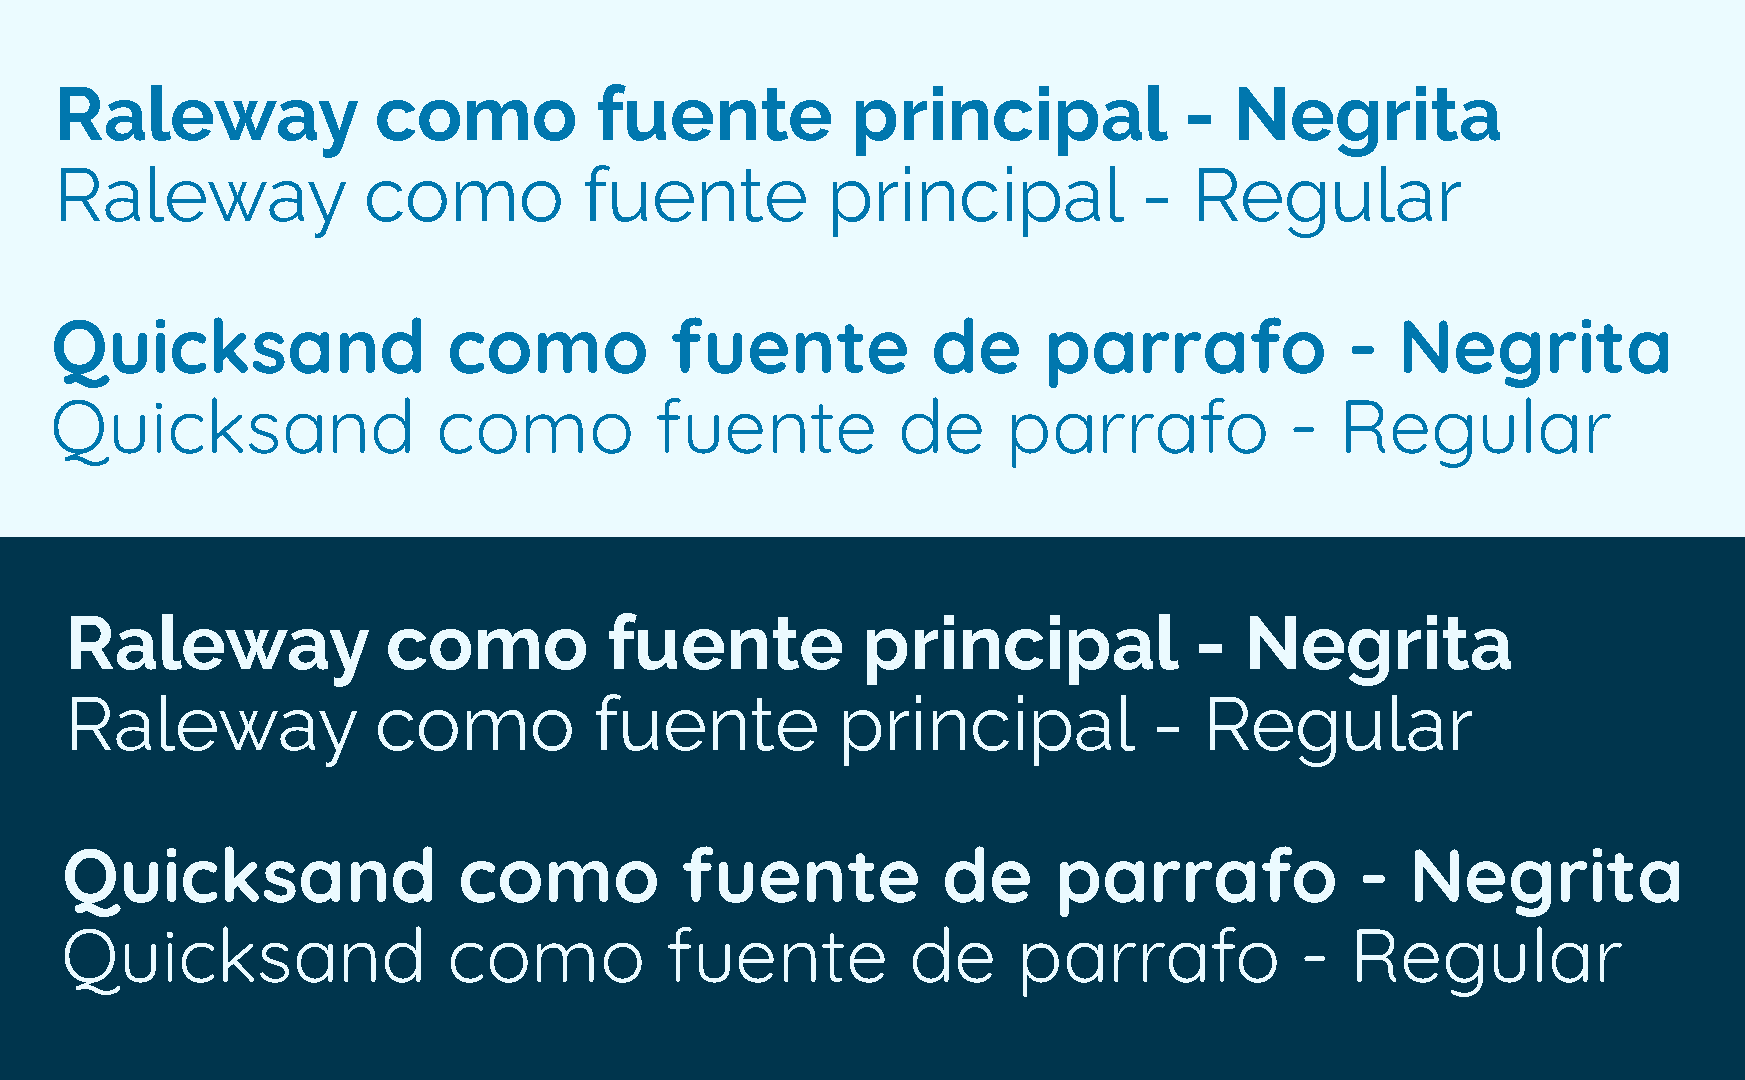 Raleway como fuente principal - Negrita
Raleway como fuente principal - Regular
Quicksand como fuente de parrafo - Negrita
Quicksand como fuente de parrafo - Regular
Raleway como fuente principal - Negrita
Raleway como fuente principal - Regular
Quicksand como fuente de parrafo - Negrita
Quicksand como fuente de parrafo - Regular